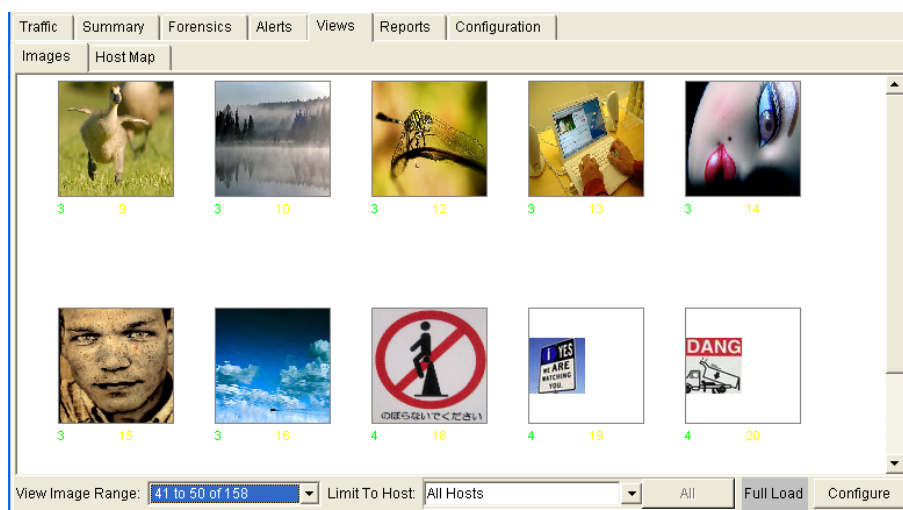 Traffic Summary Forensics Alerts Views Reports Configuration
Images Host Map
3 9 3 10 3 12 3 13 3 14
のぼらないでください
YES
WE ARE
WATCHING
YOU.
DANG
3 15 3 16 4 18 4 19 4 20
View Image Range: 41 to 50 of 158 Limit To Host: All Hosts All Full Load Configure